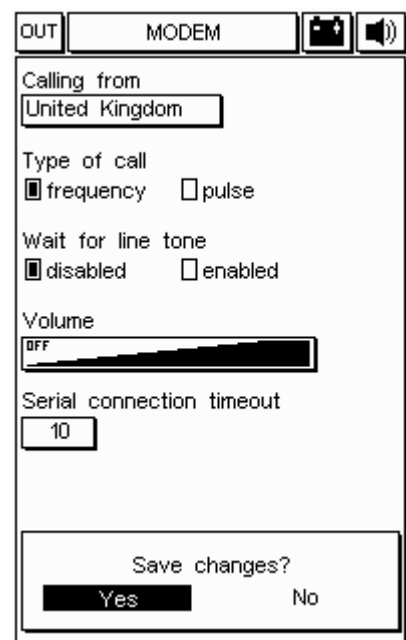 OUT MODEM
Calling from
United Kingdom
Type of call
frequency pulse
Wait for line tone
disabled enabled
Volume
OFF
Serial connection timeout
10
Save changes?
Yes No